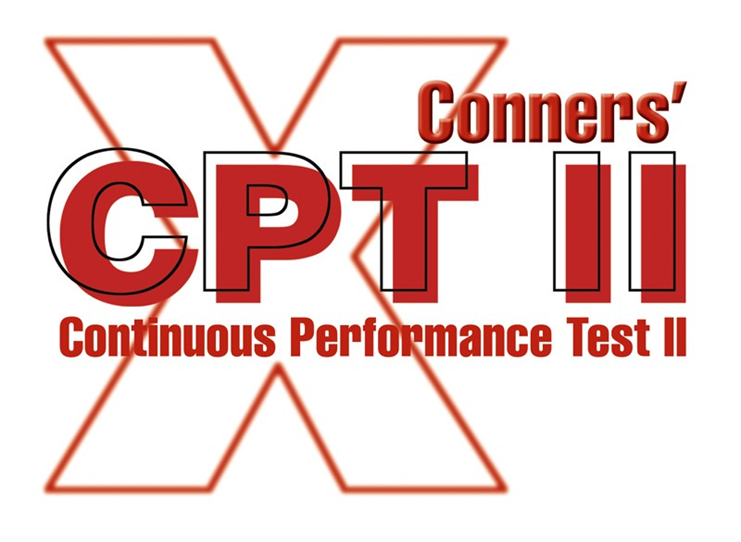 X
Conners'
CPT II
Continuous Performance Test II